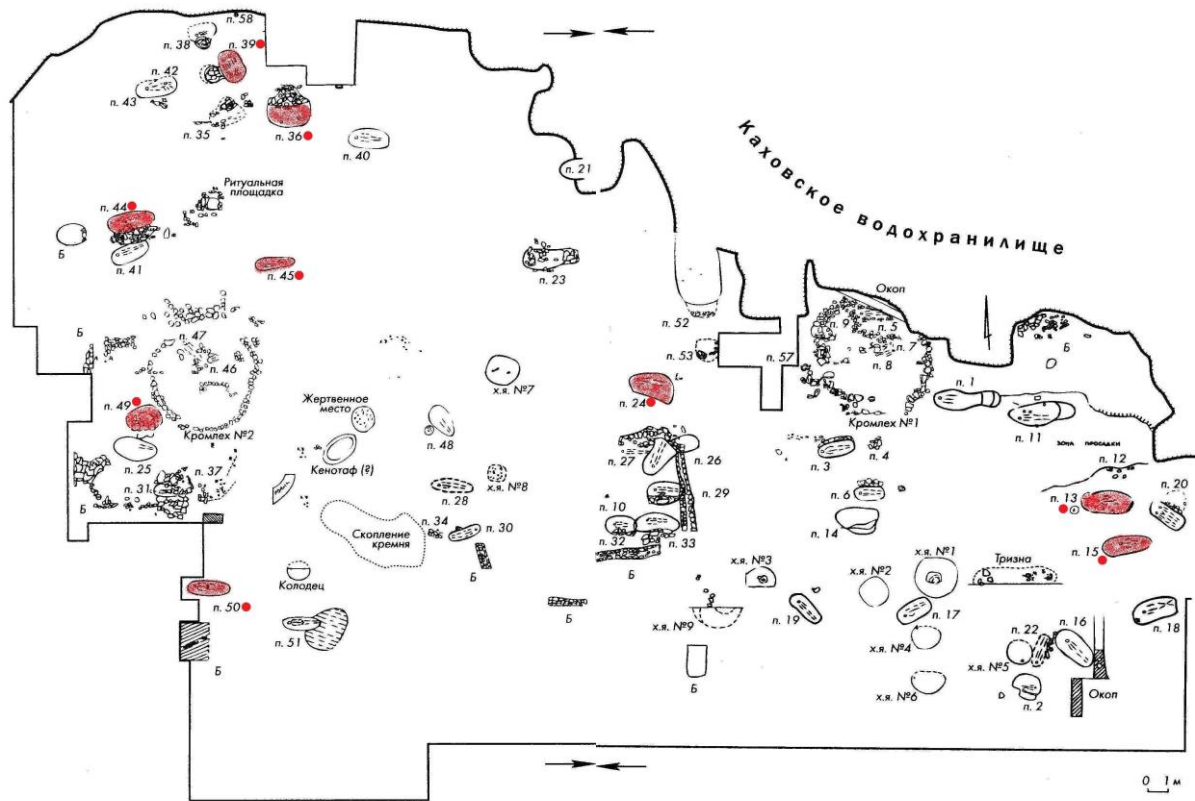 п. 58
п. 38
п. 39
п. 42
п. 43
п. 35
п. 36
п. 40
п. 21
Каховское водохранилище
Ритуальная
площадка
п. 44
Б
п. 41
п. 45
п. 23
Окоп
п. 9
п. 5
п. 7
п. 8
п. 52
п. 53
п. 57
Б
Б
п. 47
п. 46
х.я. №7
п. 24
п. 1
п. 11
Кромлех №1
п. 49
Кромлех №2
Жертвенное
место
п. 48
п. 25
Кенотаф (?)
п. 27
п. 26
п. 3
п. 4
ЗОНА ПРОСАДКИ
п. 12
п. 37
п. 31
Б
х.я. №8
п. 28
п. 29
п. 6
п. 13
п. 20
Скопление
кремня
п. 34
п. 30
п. 10
п. 32
п. 33
п. 14
п. 15
Б
Б
Колодец
х.я. №3
х.я. №2
х.я. №1
Тризна
п. 50
п. 51
Б
х.я. №9
п. 19
п. 17
п. 18
Б
Б
х.я. №4
п. 22
п. 16
х.я. №5
х.я. №6
п. 2
Окоп
0 1 м